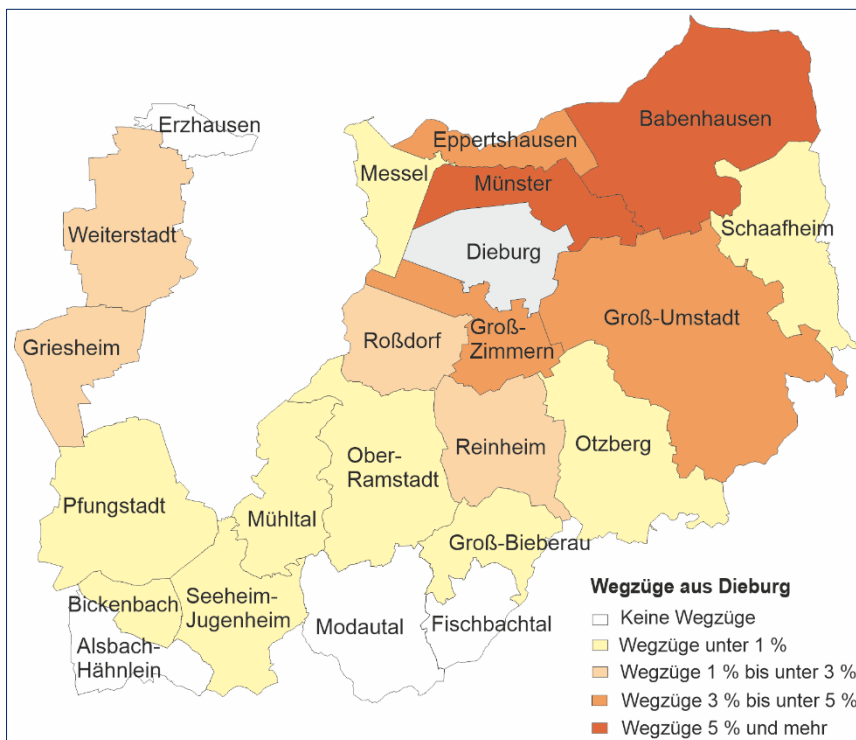 Erzhausen
Babenhausen
Eppertshausen
Messel
Münster
Schaafheim
Weiterstadt
Dieburg
Groß-Umstadt
Griesheim
Roßdorf
Groß-
Zimmern
Reinheim
Otzberg
Ober-
Ramstadt
Pfungstadt
Mühltal
Groß-Bieberau
Bickenbach
Seeheim-
Jugenheim
Alsbach-
Hähnlein
Modautal
Fischbachtal
Wegzüge aus Dieburg
Keine Wegzüge
Wegzüge unter 1 %
Wegzüge 1 % bis unter 3 %
Wegzüge 3 % bis unter 5 %
Wegzüge 5 % und mehr